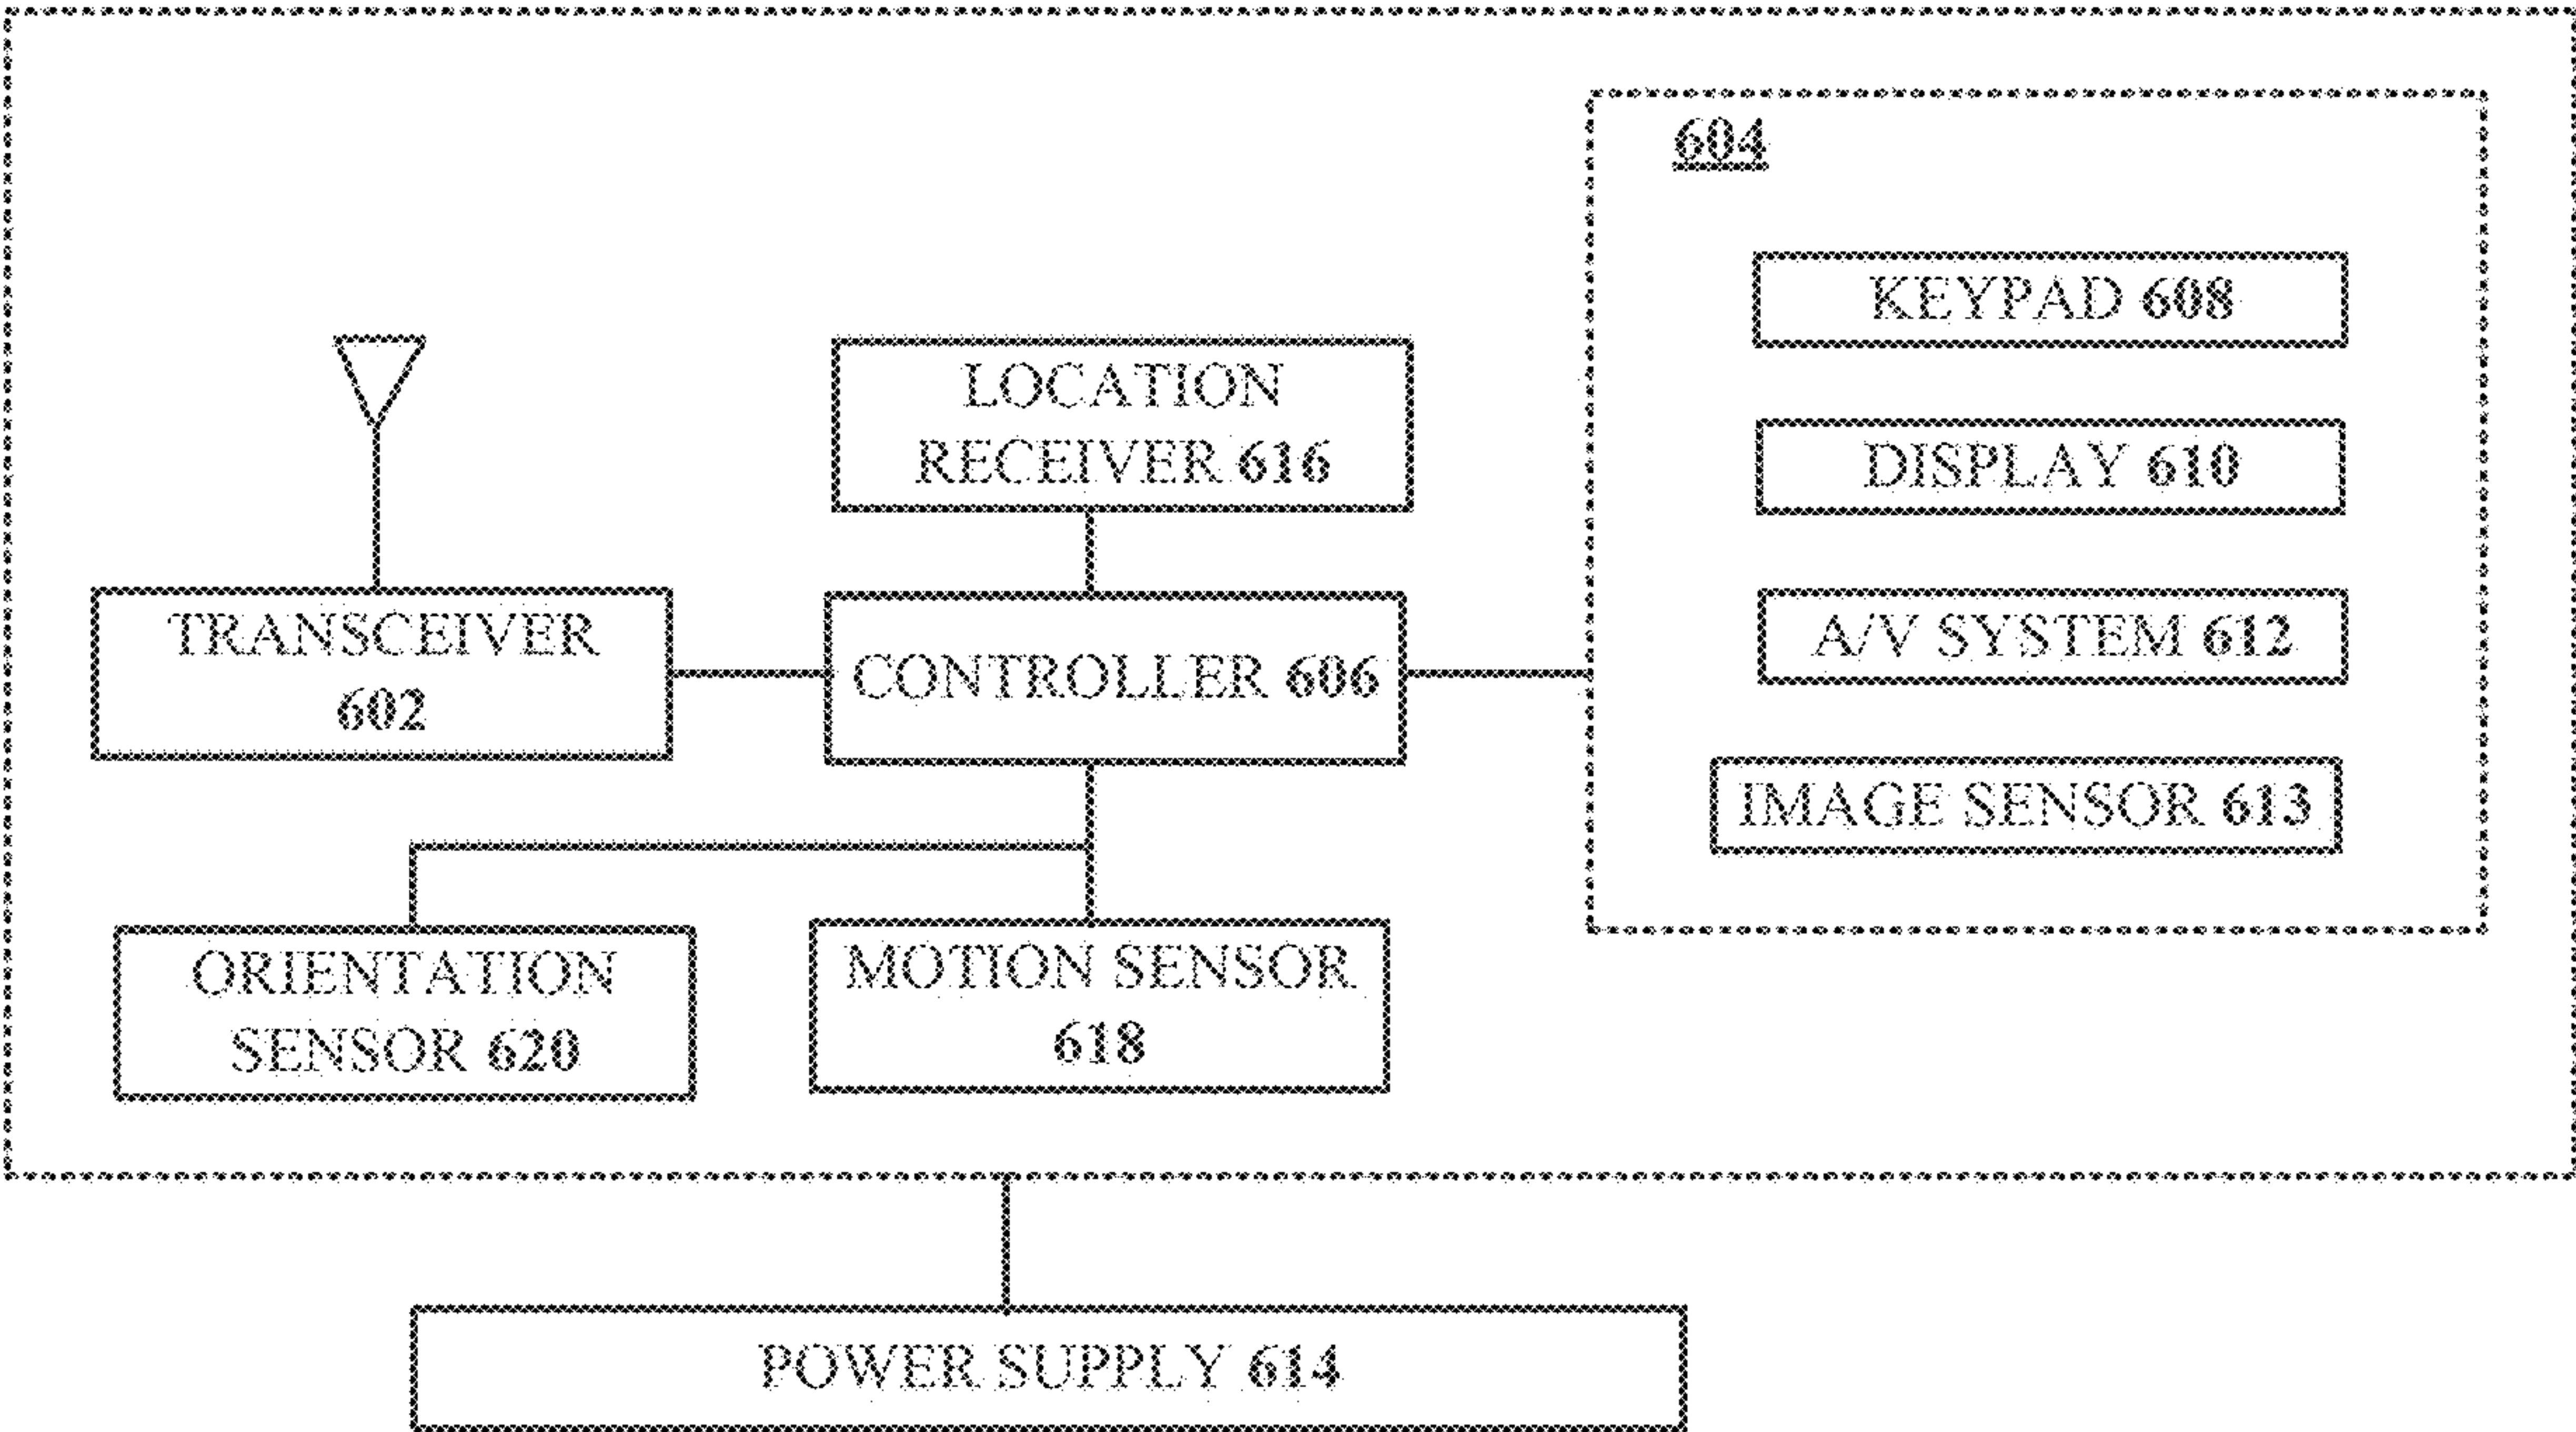 604
KEYPAD 608
LOCATION
RECEIVER 616
DISPLAY 610
TRANSCEIVER
602
CONTROLLER 606
A/V SYSTEM 612
IMAGE SENSOR 613
ORIENTATION
SENSOR 620
MOTION SENSOR
618
POWER SUPPLY 614